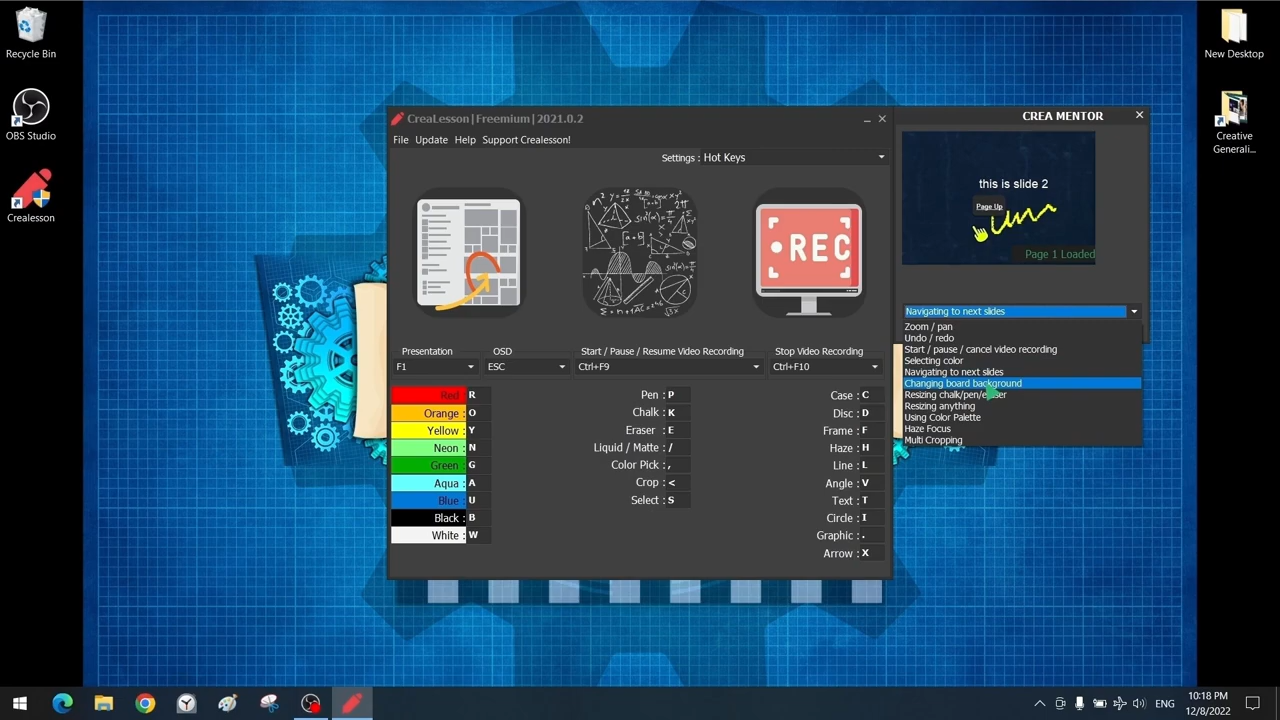 Recycle Bin
OBS Studio
Crealesson
New Desktop
Creative
Generali...
CreaLesson|Freemium|2021.0.2
File Update Help Support Crealesson!
Settings : Hot Keys
REC
Presentation OSD Start / Pause / Resume Video Recording Stop Video Recording
F1 ESC Ctrl+F9 Ctrl+F10
Red : R
Orange : O
Yellow : Y
Neon : N
Green : G
Aqua : A
Blue : U
Black : B
White : W
Pen : P
Chalk : K
Eraser : E
Liquid / Matte : /
Color Pick : ,
Crop : <
Select : S
Case : C
Disc : D
Frame : F
Haze : H
Line : L
Angle : V
Text : T
Circle : I
Graphic : .
Arrow : X
CREA MENTOR
this is slide 2
Page Up
Page 1 Loaded
Navigating to next slides
Zoom / pan
Undo / redo
Start / pause / cancel video recording
Selecting color
Navigating to next slides
Changing board background
Resizing chalk/pen/eraser
Resizing anything
Using Color Palette
Haze Focus
Multi Cropping
ENG
10:18 PM
12/8/2022